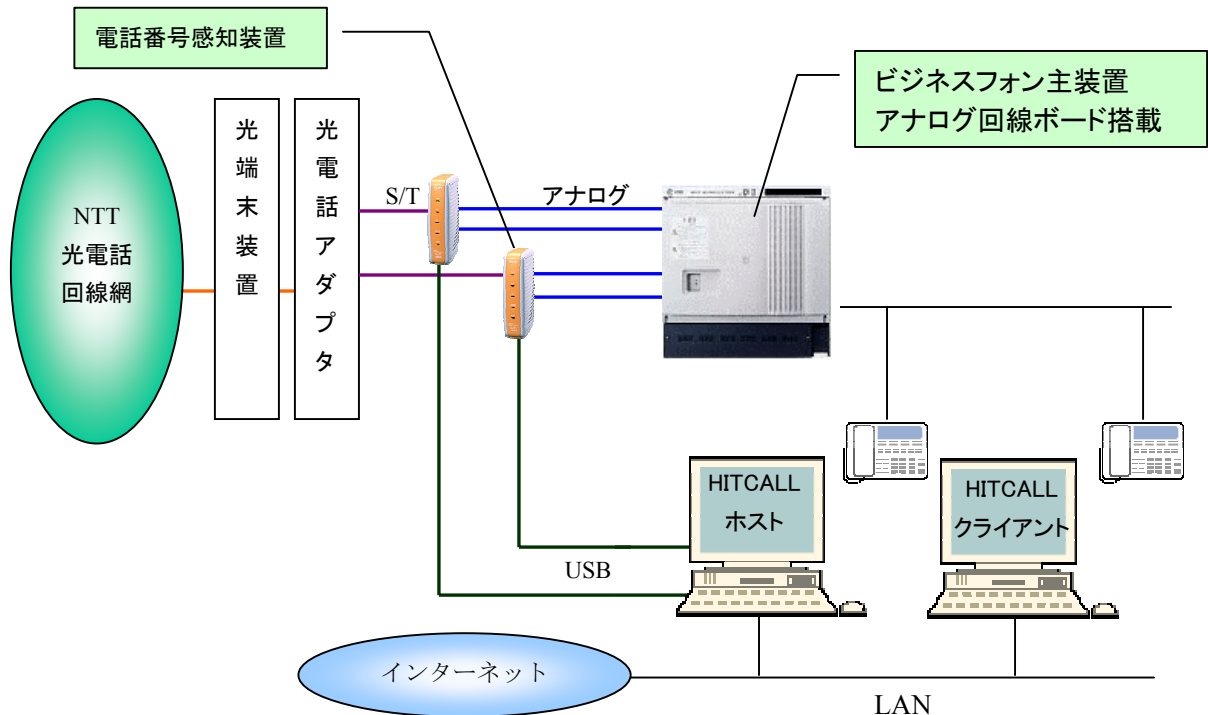 電話番号感知装置
ビジネスフォン主装置
アナログ回線ボード搭載
NTT
光電話
回線網
光端末装置
光電話アダプタ
S/T
アナログ
HITCALL
ホスト
HITCALL
クライアント
USB
インターネット
LAN